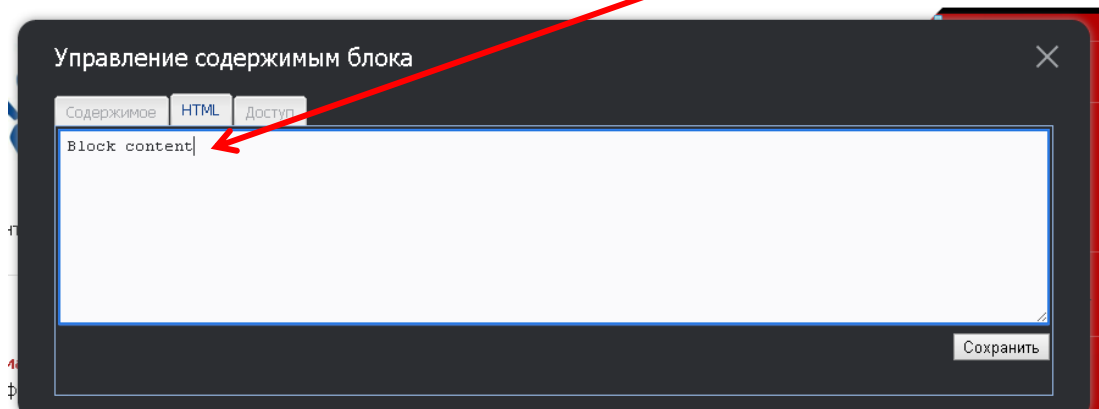 Управление содержимым блока
Содержимое HTML Доступ
Block content
Сохранить